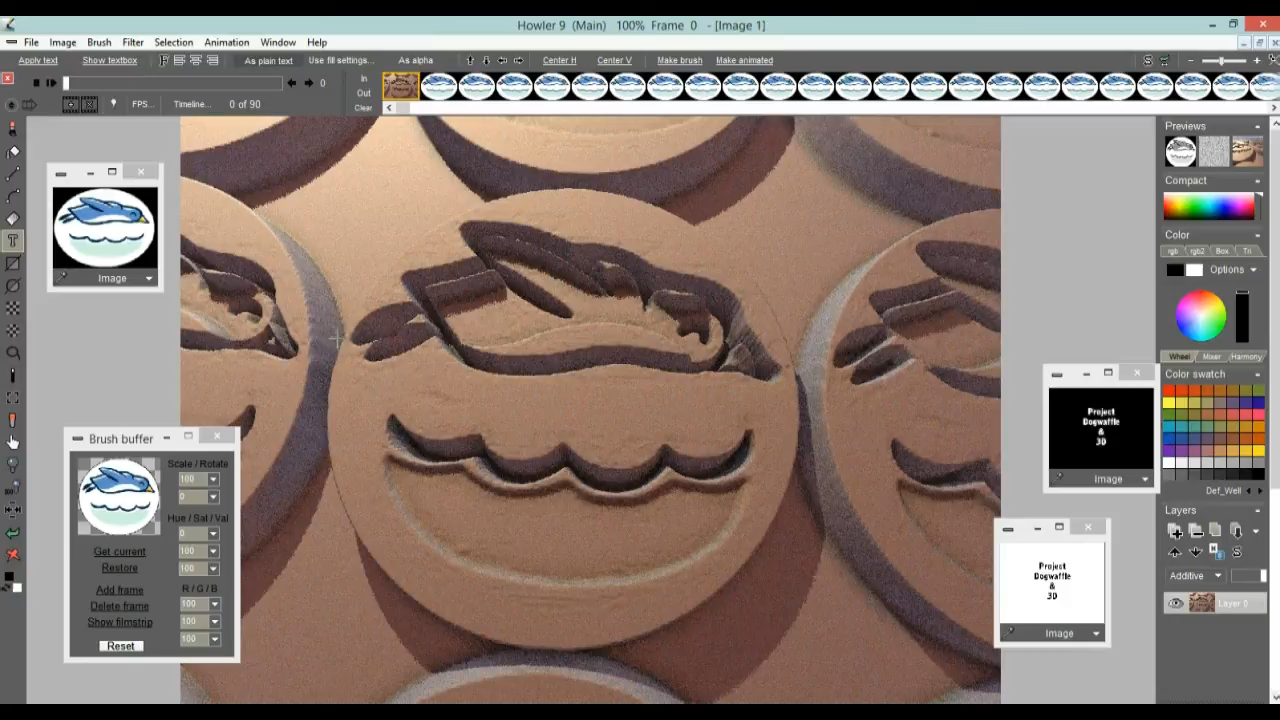 Howler 9 (Main) 100% Frame 0 - [Image 1]
File Image Brush Filter Selection Animation Window Help
Apply text Show textbox As plain text Use fill settings... As alpha Center H Center V Make brush Make animated
0 In
Out
FPS... Timeline... 0 of 90 Clear
Previews
Compact
Color
rgb rgb2 Box Tri
Options
Wheel Mixer Harmony
Color swatch
Def_Well
Layers
Additive
Layer 0
Image
Brush buffer
Scale / Rotate
100
0
Hue / Sat / Val
0
Get current 100
Restore 100
R / G / B
Add frame 100
Delete frame
Show filmstrip 100
100
Reset
Project
Dogwaffle
&
3D
Image
Project
Dogwaffle
&
3D
Image